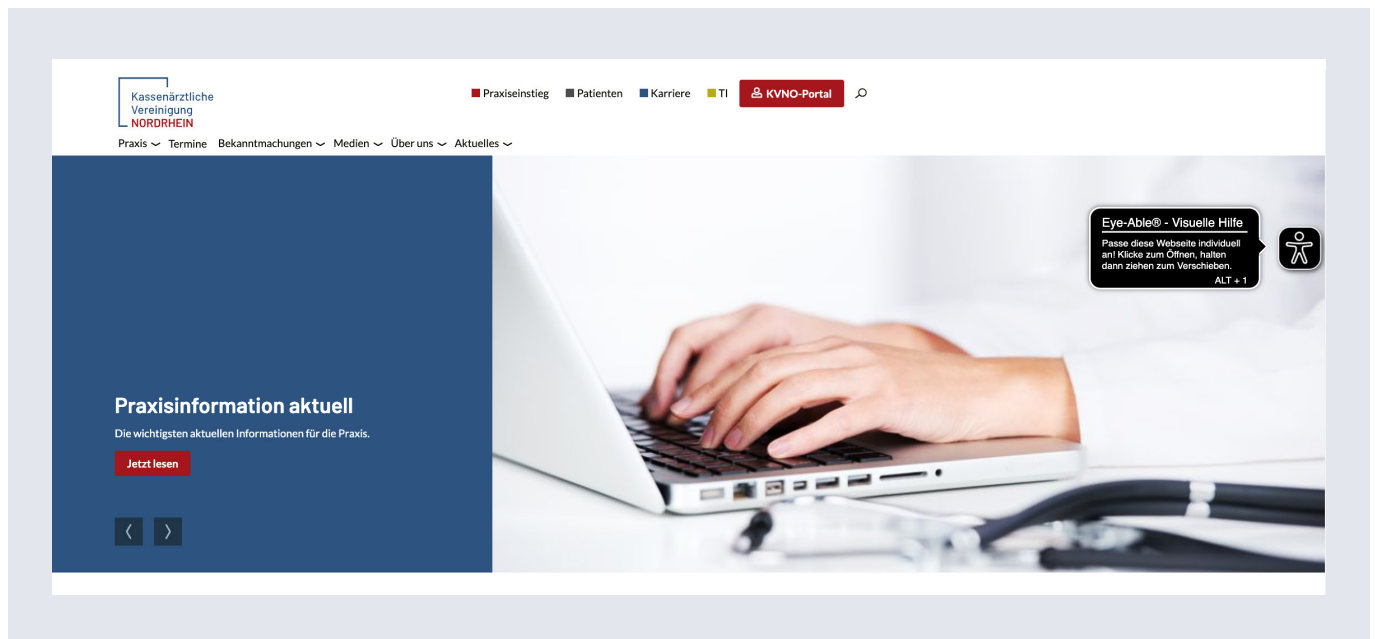 Kassenärztliche
Vereinigung
NORDRHEIN
Praxiseinstieg Patienten Karriere TI KVNO-Portal
Praxis Termine Bekanntmachungen Medien Über uns Aktuelles
Eye-Able® - Visuelle Hilfe
Passe diese Webseite individuell
an! Klicke zum Öffnen, halten
dann ziehen zum Verschieben.
ALT + 1
Praxisinformation aktuell
Die wichtigsten aktuellen Informationen für die Praxis.
Jetzt lesen